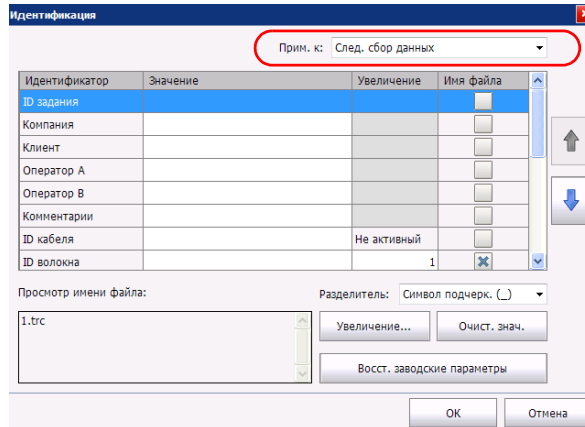 Идентификация
Прим. к: След. сбор данных
Идентификатор Значение Увеличение Имя файла
ID задания
Компания
Клиент
Оператор А
Оператор В
Комментарии
ID кабеля Не активный
ID волокна 1
Просмотр имени файла: Разделитель: Символ подчерк. (_)
1.trc
Увеличение... Очист. знач.
Восст. заводские параметры
ОК Отмена